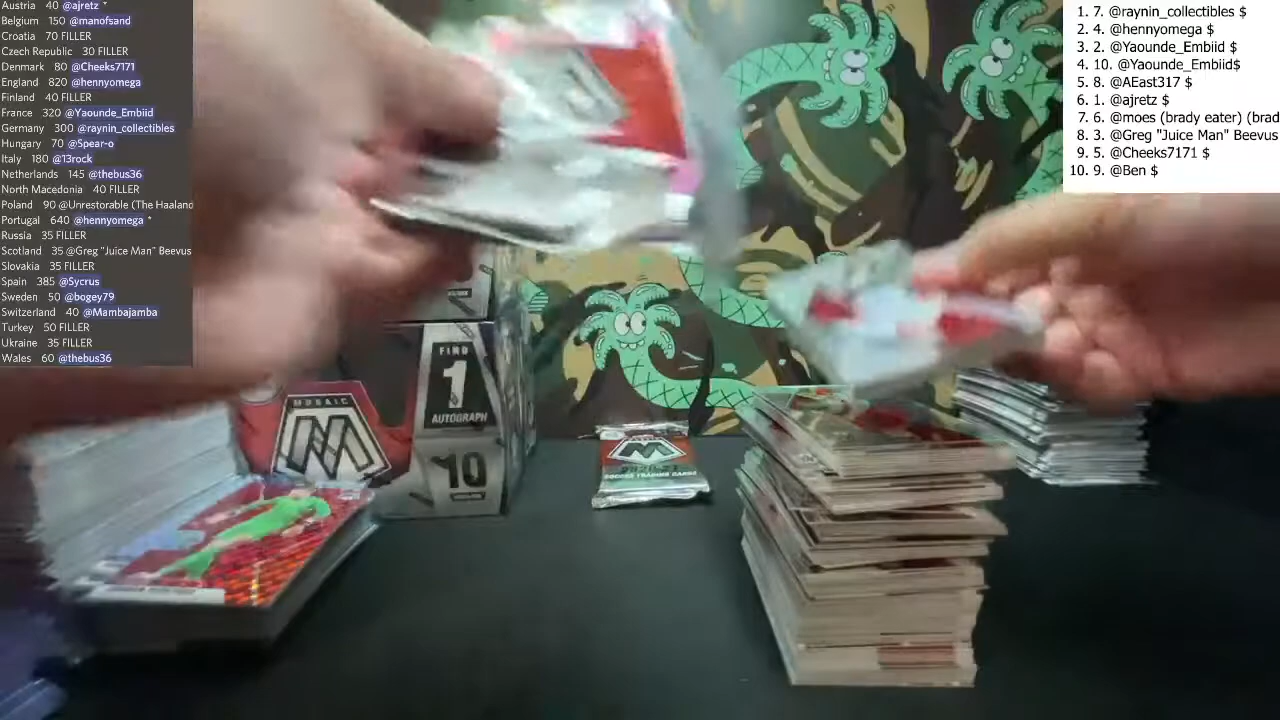 Austria 40 @ajretz *
Belgium 150 @manofsand
Croatia 70 FILLER
Czech Republic 30 FILLER
Denmark 80 @Cheeks7171
England 820 @hennyomega
Finland 40 FILLER
France 320 @Yaounde_Embiid
Germany 300 @raynin_collectibles
Hungary 70 @Spear-o
Italy 180 @13rock
Netherlands 145 @thebus36
North Macedonia 40 FILLER
Poland 90 @Unrestorable (The Haaland
Portugal 640 @hennyomega *
Russia 35 FILLER
Scotland 35 @Greg "Juice Man" Beevus
Slovakia 35 FILLER
Spain 385 @Sycrus
Sweden 50 @bogey79
Switzerland 40 @Mambajamba
Turkey 50 FILLER
Ukraine 35 FILLER
Wales 60 @thebus36
1. 7. @raynin_collectibles $
2. 4. @hennyomega $
3. 2. @Yaounde_Embiid $
4. 10. @Yaounde_Embiid$
5. 8. @AEast317 $
6. 1. @ajretz $
7. 6. @moes (brady eater) (brad
8. 3. @Greg "Juice Man" Beevus
9. 5. @Cheeks7171 $
10. 9. @Ben $
FIND
1
AUTOGRAPH
10
MOSAIC
2020-21
SOCCER TRADING CARDS